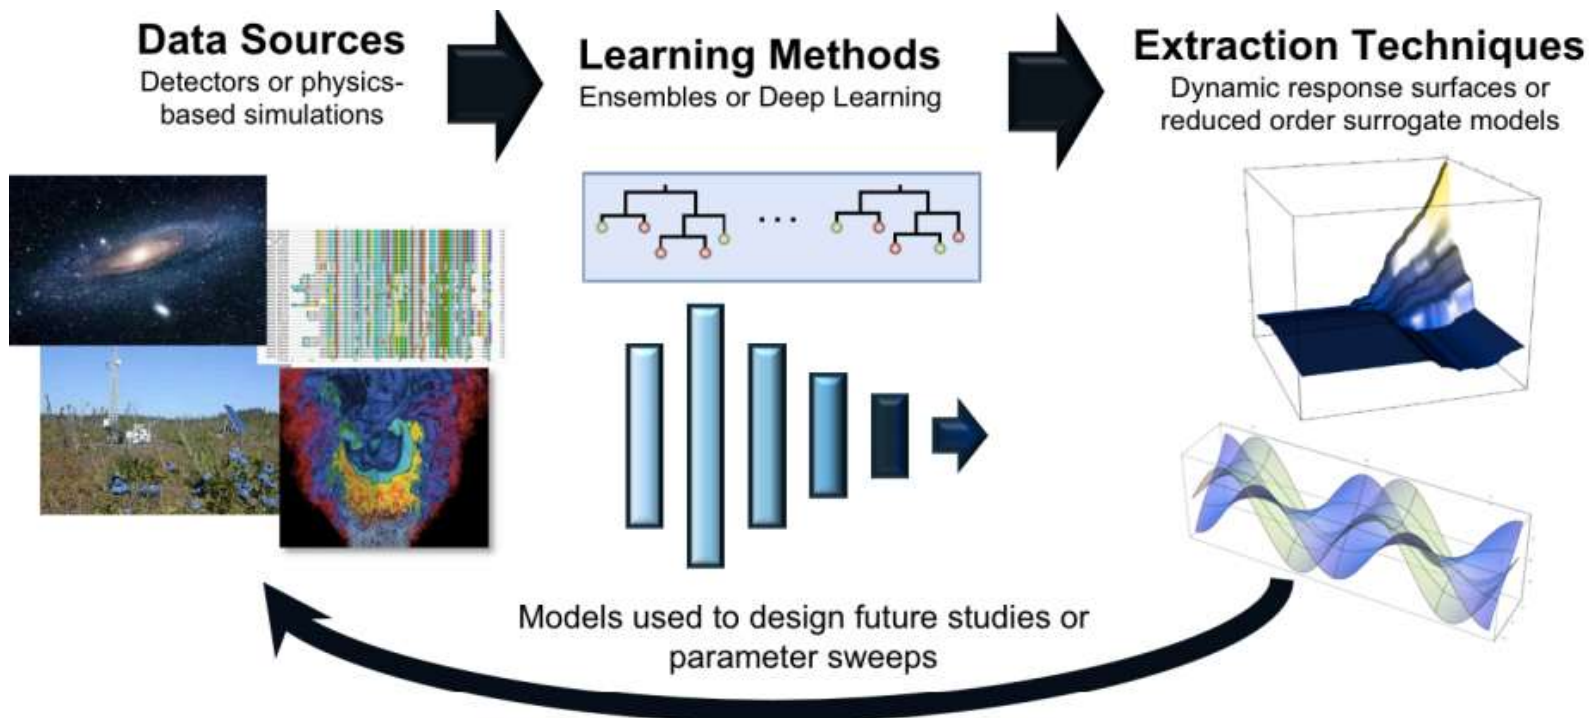 Data Sources
Detectors or physics-
based simulations
Learning Methods
Ensembles or Deep Learning
Extraction Techniques
Dynamic response surfaces or
reduced order surrogate models
Models used to design future studies or
parameter sweeps